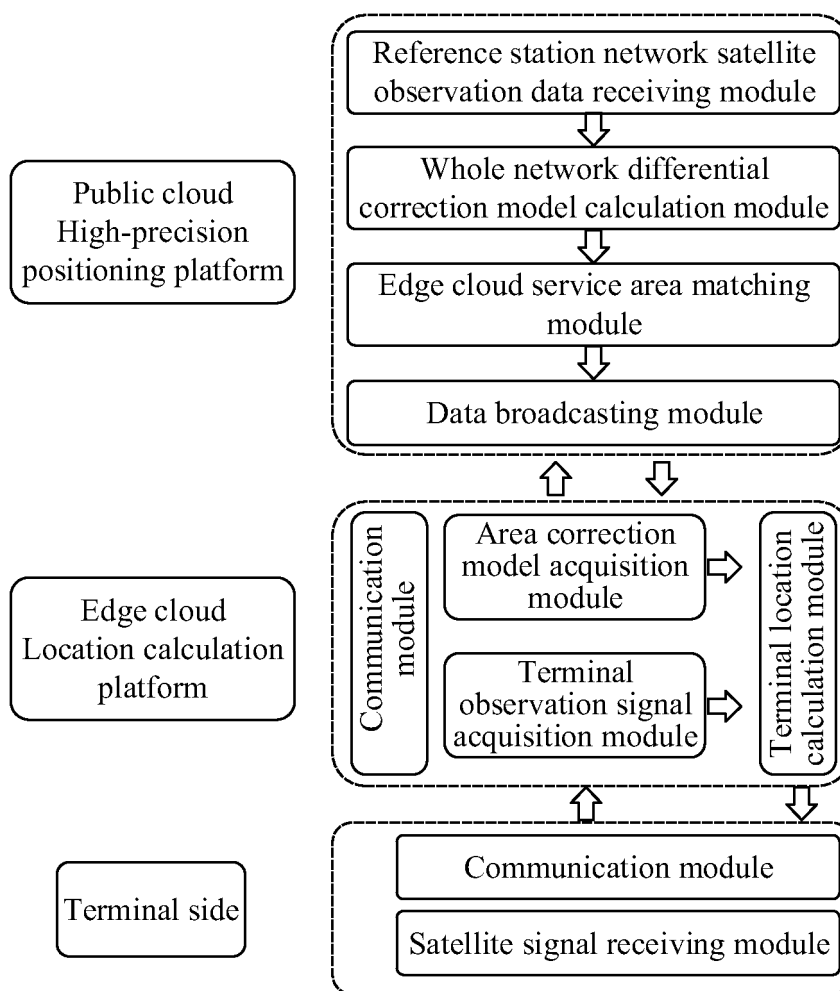 Reference station network satellite
observation data receiving module
Public cloud
High-precision
positioning platform
Whole network differential
correction model calculation module
Edge cloud service area matching
module
Data broadcasting module
Edge cloud
Location calculation
platform
Communication
module
Area correction
model acquisition
module
Terminal
observation signal
acquisition module
Terminal location
calculation module
Terminal side
Communication module
Satellite signal receiving module